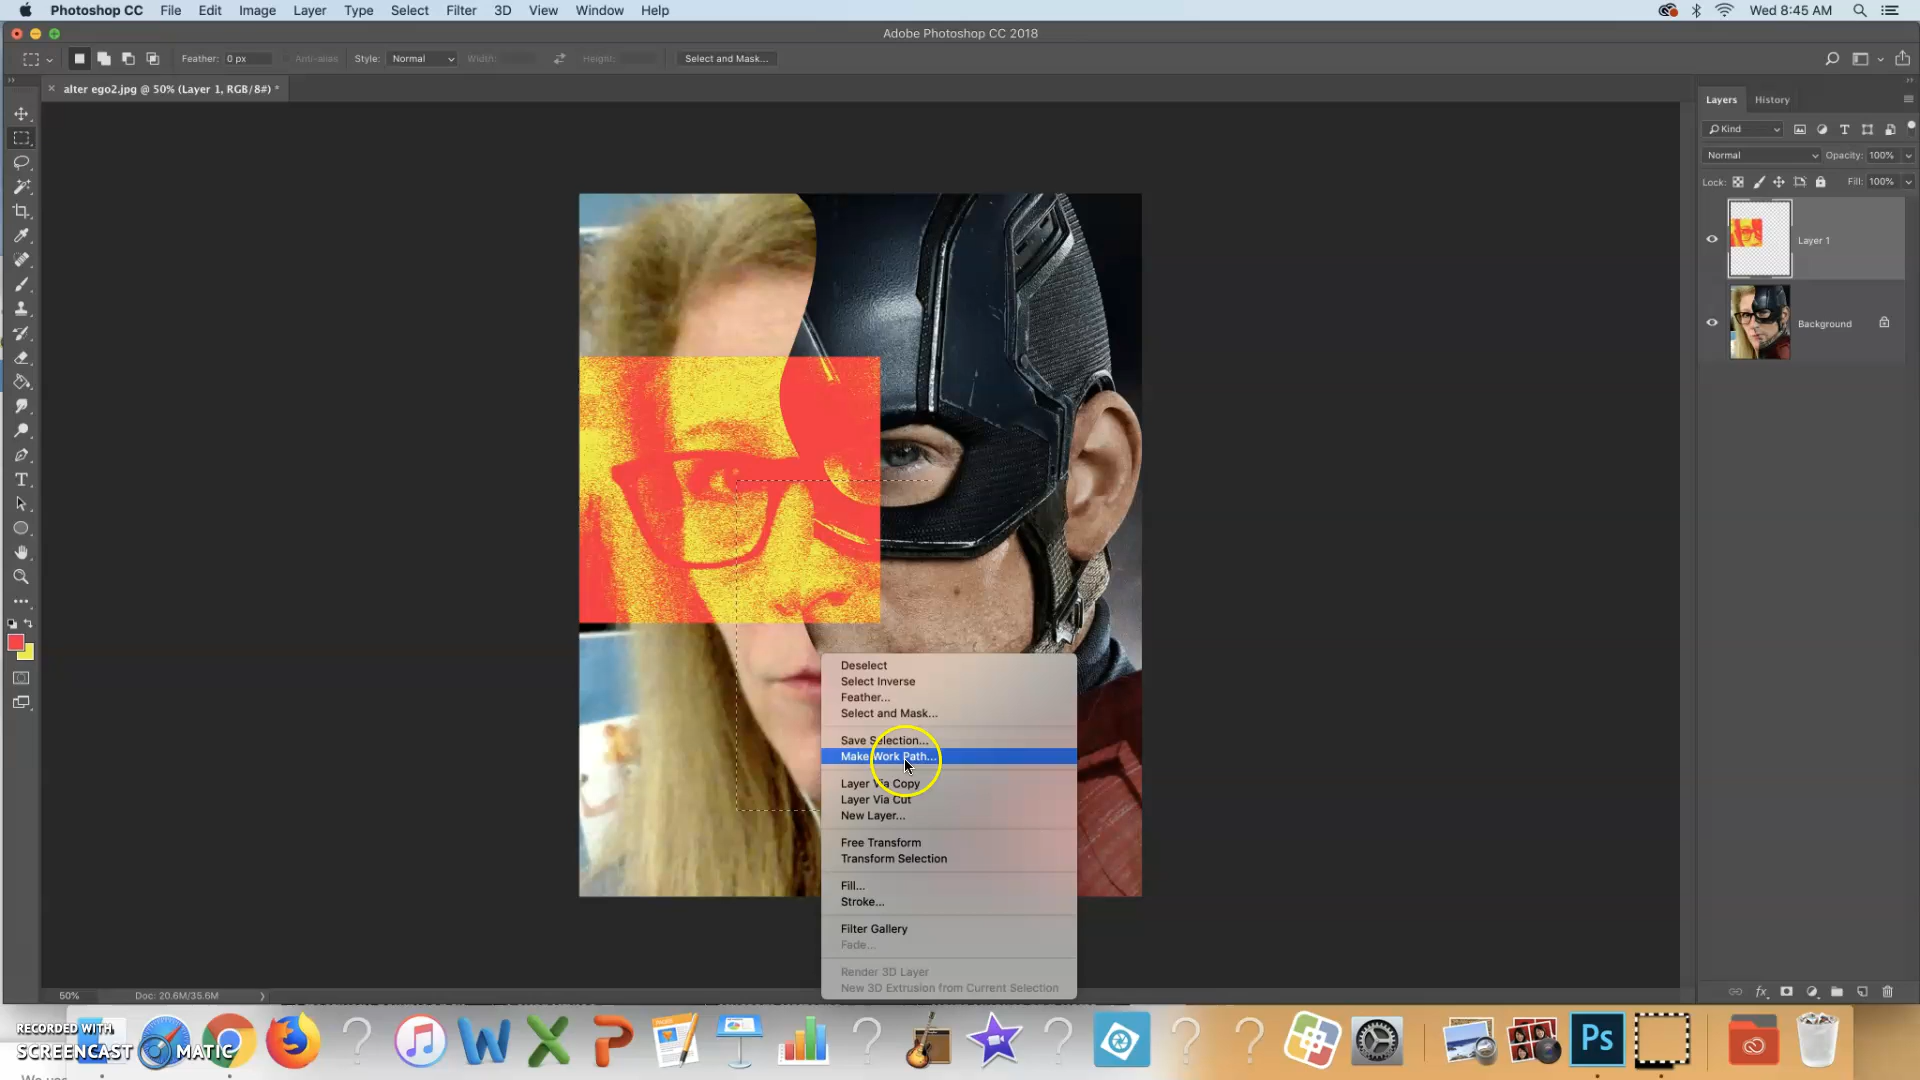 Photoshop CC File Edit Image Layer Type Select Filter 3D View Window Help Wed 8:45 AM
Adobe Photoshop CC 2018
Feather: 0 px Anti-alias Style: Normal Width: Height: Select and Mask...
× alter ego2.jpg @ 50% (Layer 1, RGB/8#) *
Layers History
Kind
Normal Opacity: 100%
Lock: Fill: 100%
Layer 1
Background
Deselect
Select Inverse
Feather...
Select and Mask...
Save Selection...
Make Work Path...
Layer Via Copy
Layer Via Cut
New Layer...
Free Transform
Transform Selection
Fill...
Stroke...
Filter Gallery
Fade...
Render 3D Layer
New 3D Extrusion from Current Selection
50% Doc: 20.6M/35.6M
fx
RECORDED WITH
SCREENCAST MATIC
Ps